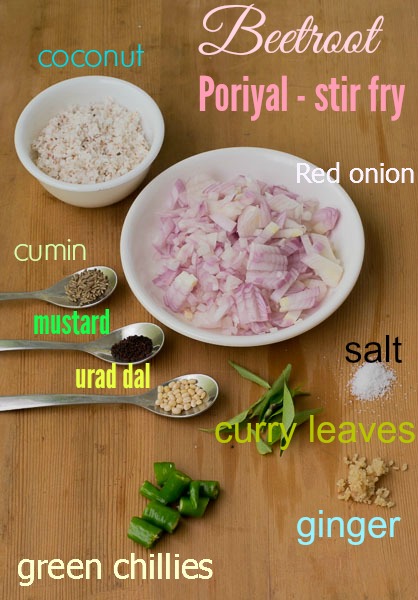 Beetroot
Poriyal - stir fry
coconut
Red onion
cumin
mustard
urad dal
salt
curry leaves
ginger
green chillies